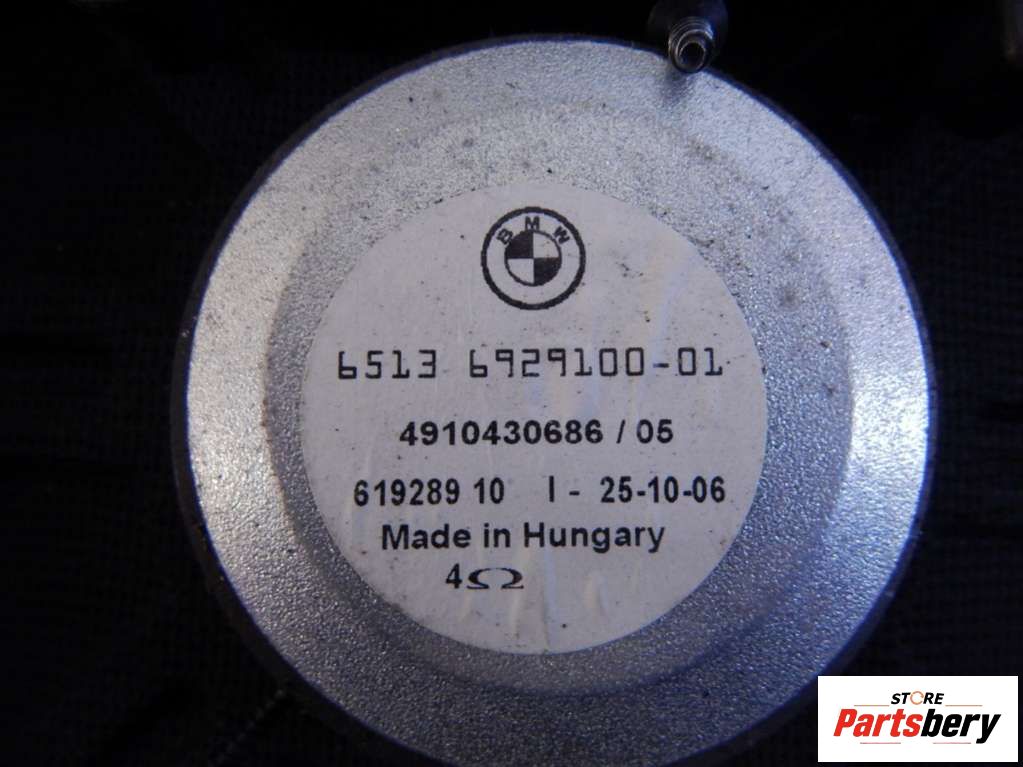 BMW
6513 6929100-01
4910430686 / 05
619289 10 I - 25-10-06
Made in Hungary
4Ω
STORE
Partsbery